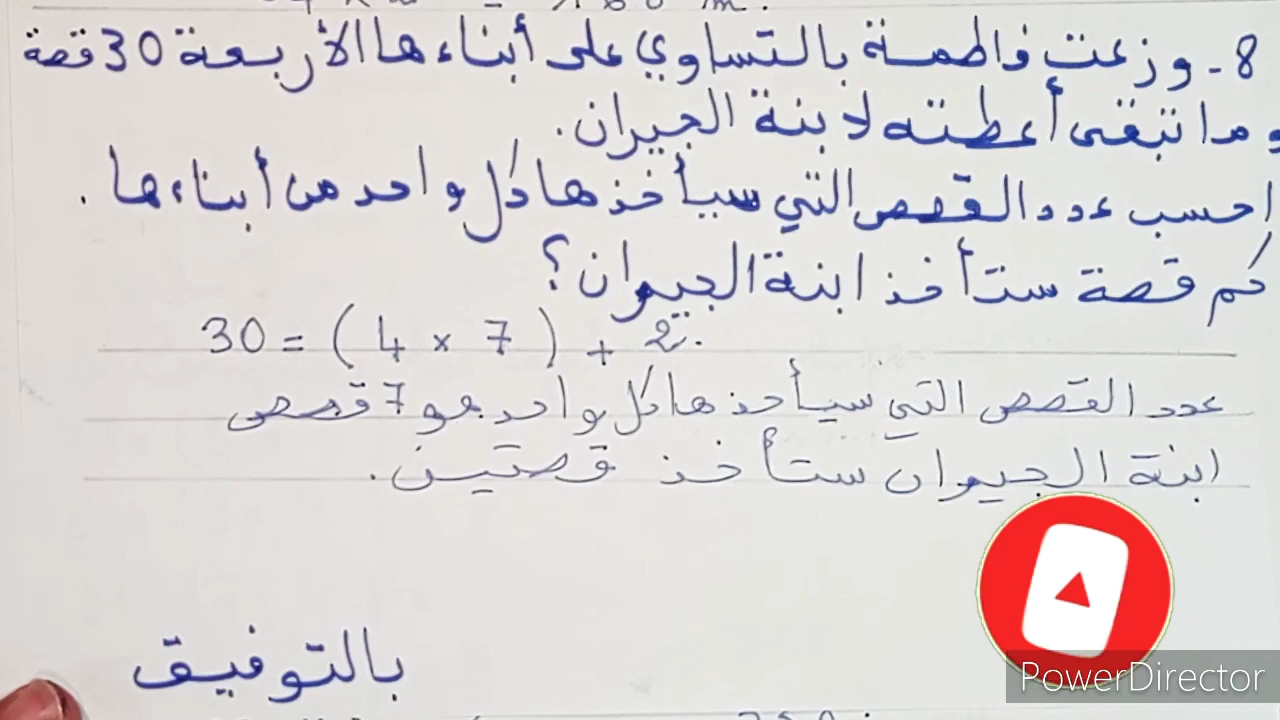 8 - وزعت فاطمة بالتساوي على أبناءها الأربعة 30 قصة
وما تبقى أعطته لابنة الجيران.
احسب عدد القصص التي سيأخذها كل واحد من أبناءها.
كم قصة ستأخذ ابنة الجيران؟
30 = ( 4 × 7 ) + 2.
عدد القصص التي سيأخذها كل واحد هو 7 قصص
ابنة الجيران ستأخذ قصتين.
بالتوفيق
PowerDirector